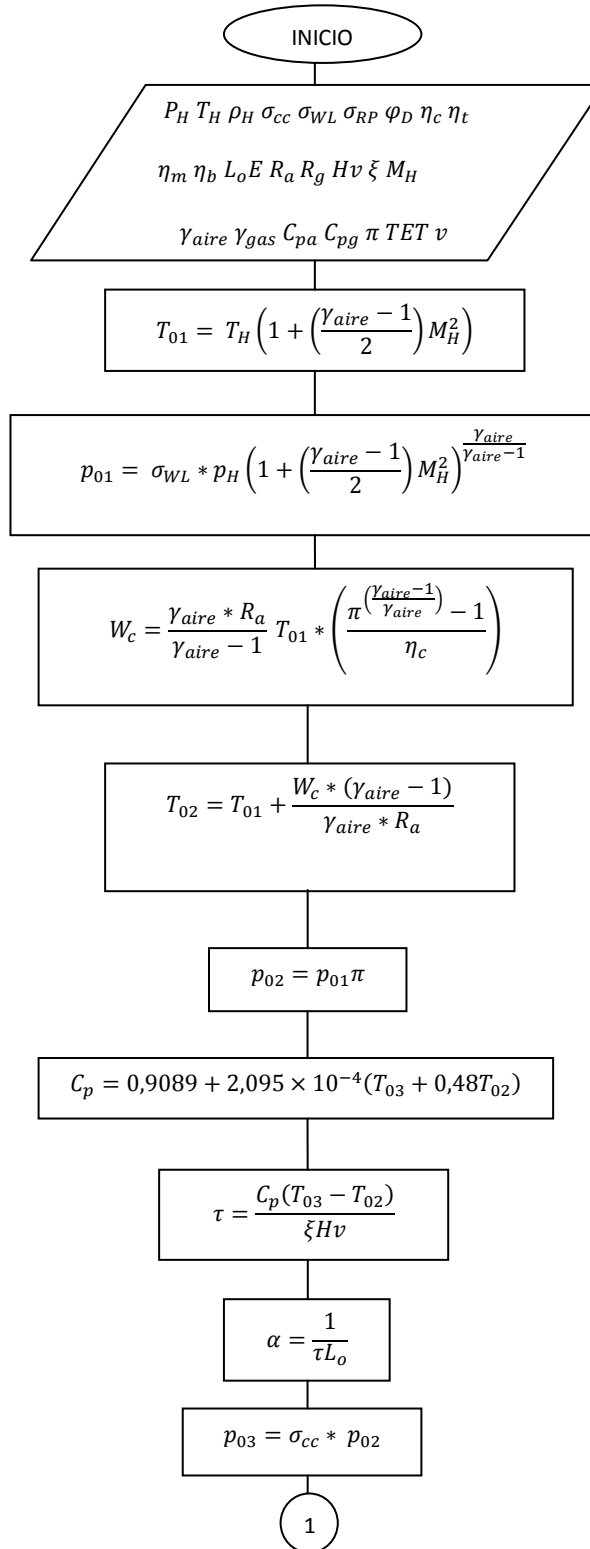 INICIO
P_H T_H ρ_H σ_cc σ_WL σ_RP φ_D η_c η_t
η_m η_b L_oE R_a R_g Hv ξ M_H
γ_aire γ_gas C_pa C_pg π TET v
T_01 = T_H (1 + ((γ_aire − 1)/2) M_H^2)
p_01 = σ_WL * p_H (1 + ((γ_aire − 1)/2) M_H^2)^(γ_aire/(γ_aire−1))
W_c = (γ_aire * R_a)/(γ_aire − 1) T_01 * ((π^((γ_aire−1)/γ_aire) − 1)/η_c)
T_02 = T_01 + (W_c * (γ_aire − 1))/(γ_aire * R_a)
p_02 = p_01π
C_p = 0,9089 + 2,095 × 10^−4(T_03 + 0,48T_02)
τ = (C_p(T_03 − T_02))/(ξHv)
α = 1/(τL_o)
p_03 = σ_cc * p_02
1